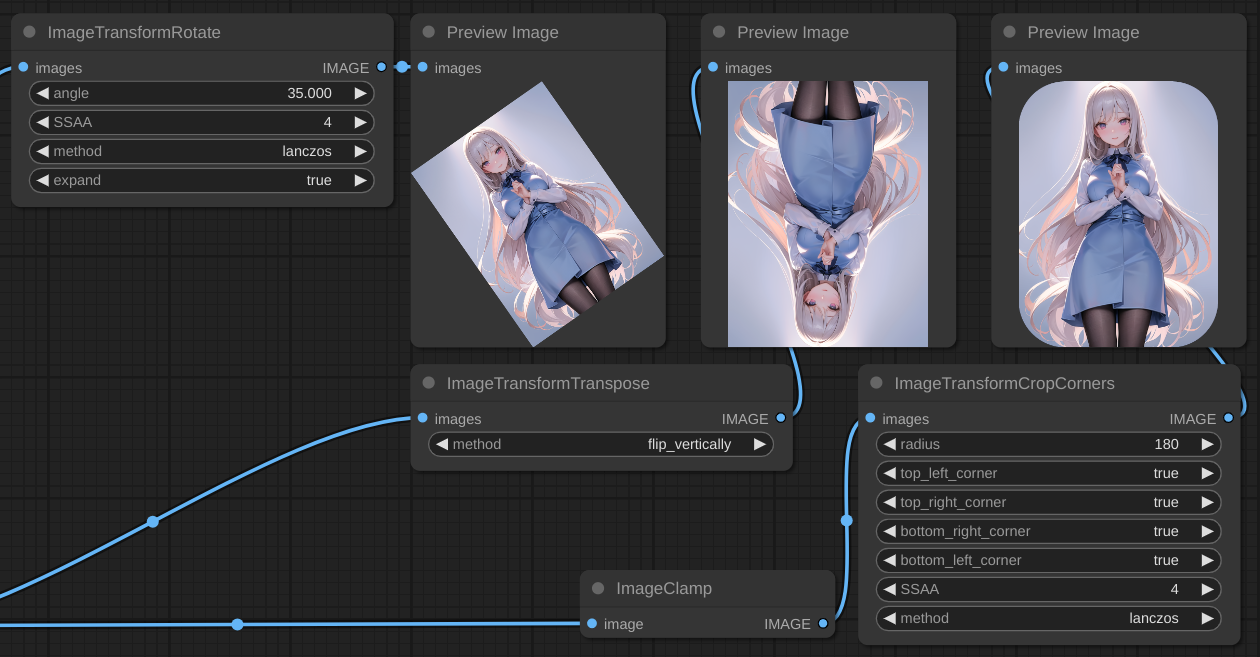 ImageTransformRotate
images IMAGE
angle 35.000
SSAA 4
method lanczos
expand true
Preview Image
images
Preview Image
images
Preview Image
images
ImageTransformTranspose
images IMAGE
method flip_vertically
ImageTransformCropCorners
images IMAGE
radius 180
top_left_corner true
top_right_corner true
bottom_right_corner true
bottom_left_corner true
SSAA 4
method lanczos
ImageClamp
image IMAGE